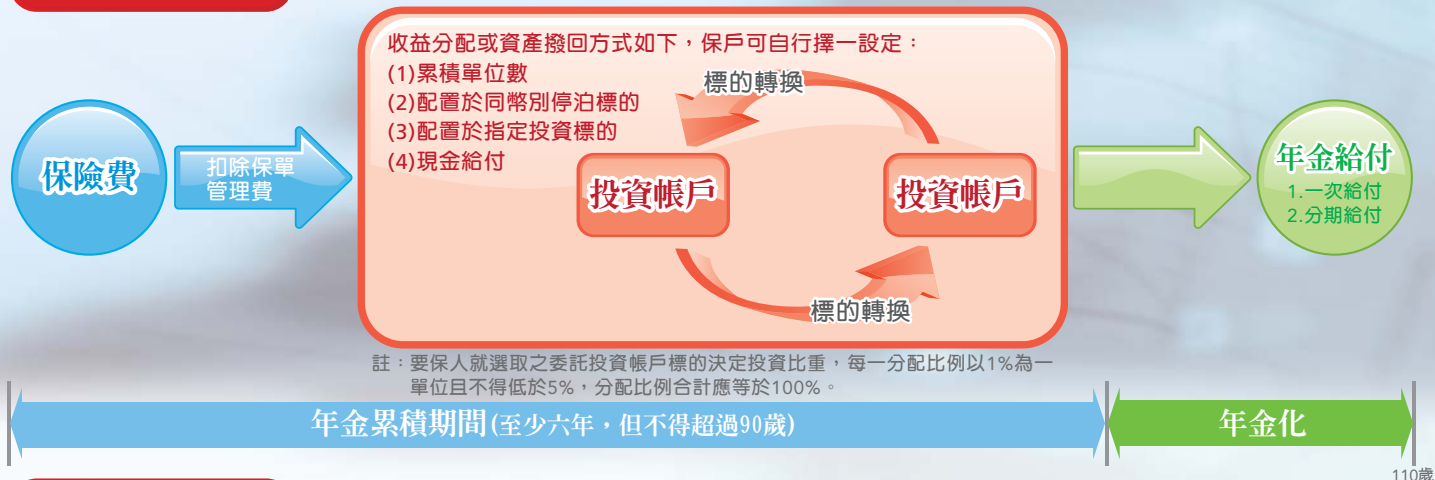 收益分配或資產撥回方式如下，保戶可自行擇一設定：
(1)累積單位數
(2)配置於同幣別停泊標的
(3)配置於指定投資標的
(4)現金給付
標的轉換
保險費
扣除保單
管理費
投資帳戶
投資帳戶
標的轉換
年金給付
1.一次給付
2.分期給付
註：要保人就選取之委託投資帳戶標的決定投資比重，每一分配比例以1%為一
單位且不得低於5%，分配比例合計應等於100%。
年金累積期間(至少六年，但不得超過90歲)
年金化
110歲